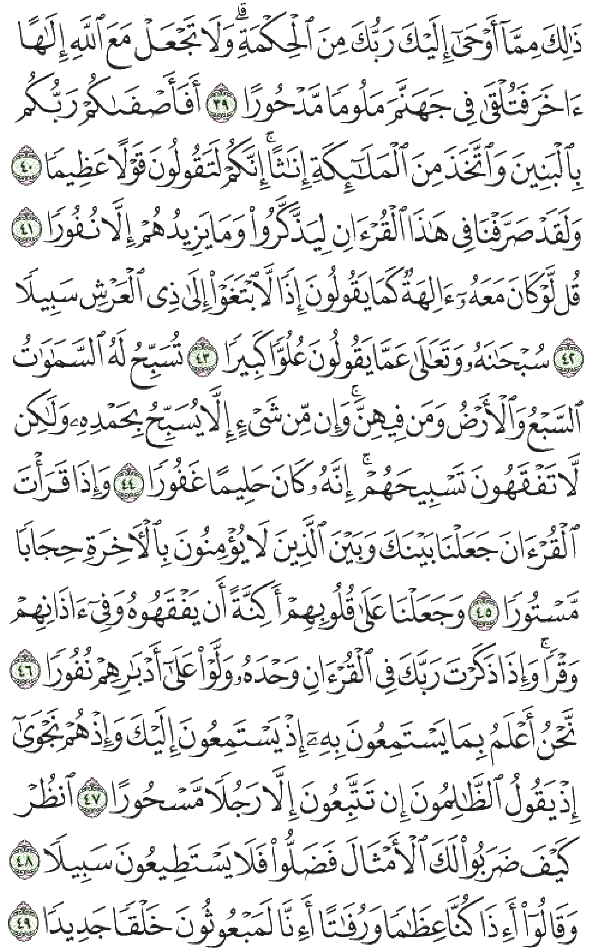 ذَٰلِكَ مِمَّآ أَوْحَىٰٓ إِلَيْكَ رَبُّكَ مِنَ ٱلْحِكْمَةِ ۗ وَلَا تَجْعَلْ مَعَ ٱللَّهِ إِلَٰهًا
ءَاخَرَ فَتُلْقَىٰ فِى جَهَنَّمَ مَلُومًا مَّدْحُورًا ٣٩ أَفَأَصْفَىٰكُمْ رَبُّكُم
بِٱلْبَنِينَ وَٱتَّخَذَ مِنَ ٱلْمَلَٰٓئِكَةِ إِنَٰثًا ۚ إِنَّكُمْ لَتَقُولُونَ قَوْلًا عَظِيمًا ٤٠
وَلَقَدْ صَرَّفْنَا فِى هَٰذَا ٱلْقُرْءَانِ لِيَذَّكَّرُوا۟ وَمَا يَزِيدُهُمْ إِلَّا نُفُورًا ٤١
قُل لَّوْ كَانَ مَعَهُۥٓ ءَالِهَةٌ كَمَا يَقُولُونَ إِذًا لَّٱبْتَغَوْا۟ إِلَىٰ ذِى ٱلْعَرْشِ سَبِيلًا
٤٢ سُبْحَٰنَهُۥ وَتَعَٰلَىٰ عَمَّا يَقُولُونَ عُلُوًّا كَبِيرًا ٤٣ تُسَبِّحُ لَهُ ٱلسَّمَٰوَٰتُ
ٱلسَّبْعُ وَٱلْأَرْضُ وَمَن فِيهِنَّ ۚ وَإِن مِّن شَىْءٍ إِلَّا يُسَبِّحُ بِحَمْدِهِۦ وَلَٰكِن
لَّا تَفْقَهُونَ تَسْبِيحَهُمْ ۗ إِنَّهُۥ كَانَ حَلِيمًا غَفُورًا ٤٤ وَإِذَا قَرَأْتَ
ٱلْقُرْءَانَ جَعَلْنَا بَيْنَكَ وَبَيْنَ ٱلَّذِينَ لَا يُؤْمِنُونَ بِٱلْءَاخِرَةِ حِجَابًا
مَّسْتُورًا ٤٥ وَجَعَلْنَا عَلَىٰ قُلُوبِهِمْ أَكِنَّةً أَن يَفْقَهُوهُ وَفِىٓ ءَاذَانِهِمْ
وَقْرًا ۚ وَإِذَا ذَكَرْتَ رَبَّكَ فِى ٱلْقُرْءَانِ وَحْدَهُۥ وَلَّوْا۟ عَلَىٰٓ أَدْبَٰرِهِمْ نُفُورًا ٤٦
نَّحْنُ أَعْلَمُ بِمَا يَسْتَمِعُونَ بِهِۦٓ إِذْ يَسْتَمِعُونَ إِلَيْكَ وَإِذْ هُمْ نَجْوَىٰٓ
إِذْ يَقُولُ ٱلظَّٰلِمُونَ إِن تَتَّبِعُونَ إِلَّا رَجُلًا مَّسْحُورًا ٤٧ ٱنظُرْ
كَيْفَ ضَرَبُوا۟ لَكَ ٱلْأَمْثَالَ فَضَلُّوا۟ فَلَا يَسْتَطِيعُونَ سَبِيلًا ٤٨
وَقَالُوٓا۟ أَءِذَا كُنَّا عِظَٰمًا وَرُفَٰتًا أَءِنَّا لَمَبْعُوثُونَ خَلْقًا جَدِيدًا ٤٩